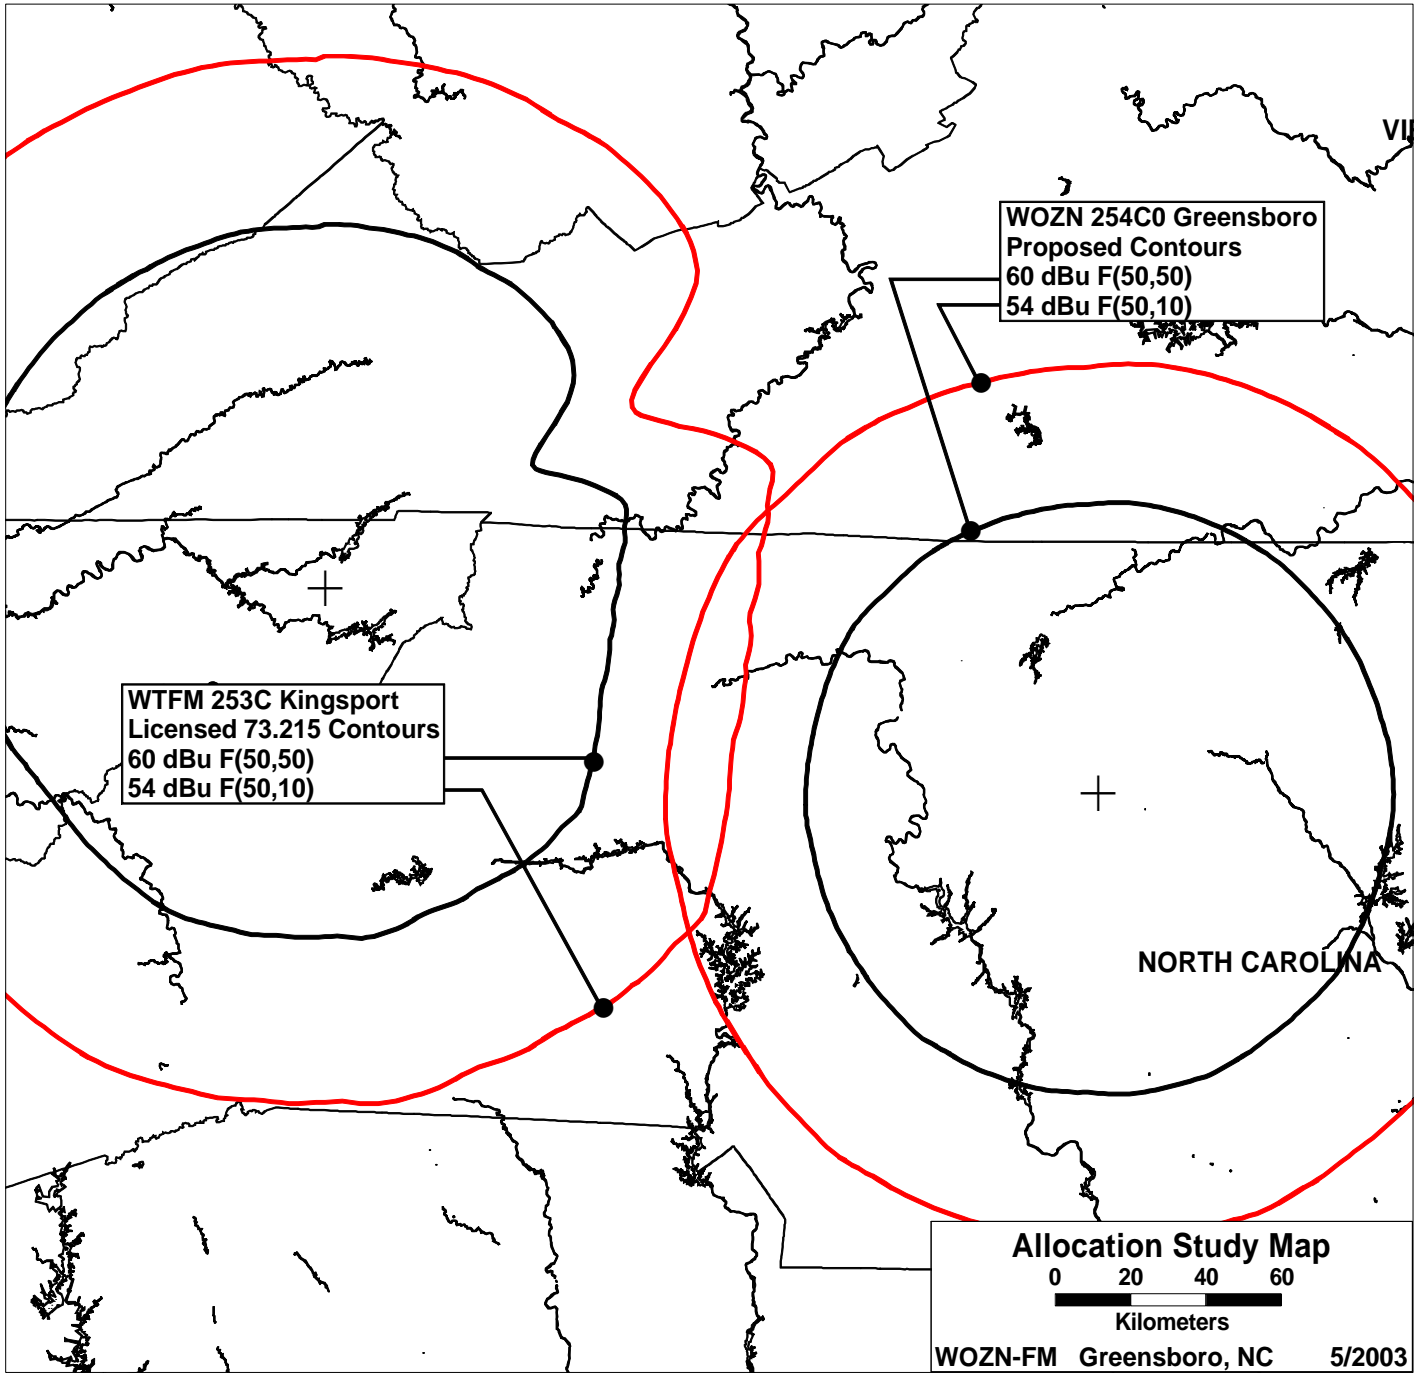 VI
WOZN 254C0 Greensboro
Proposed Contours
60 dBu F(50,50)
54 dBu F(50,10)
WTFM 253C Kingsport
Licensed 73.215 Contours
60 dBu F(50,50)
54 dBu F(50,10)
NORTH CAROLINA
Allocation Study Map
0 20 40 60
Kilometers
WOZN-FM Greensboro, NC 5/2003